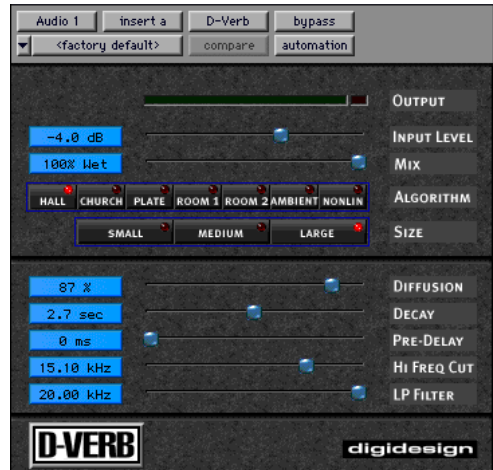 Audio 1 insert a D-Verb bypass
<factory default> compare automation
OUTPUT
-4.0 dB INPUT LEVEL
100% Wet MIX
HALL CHURCH PLATE ROOM 1 ROOM 2 AMBIENT NONLIN ALGORITHM
SMALL MEDIUM LARGE SIZE
87 % DIFFUSION
2.7 sec DECAY
0 ms PRE-DELAY
15.10 kHz HI FREQ CUT
20.00 kHz LP FILTER
D-VERB digidesign